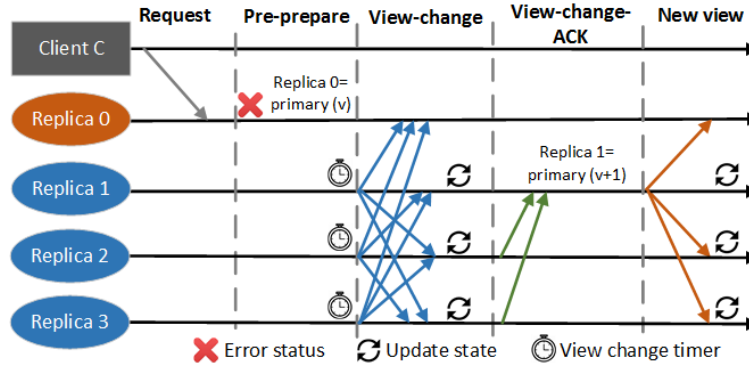 Request
Pre-prepare
View-change
View-change-
ACK
New view
Client C
Replica 0=
primary (v)
Replica 0
Replica 1
Replica 1=
primary (v+1)
Replica 2
Replica 3
Error status
Update state
View change timer